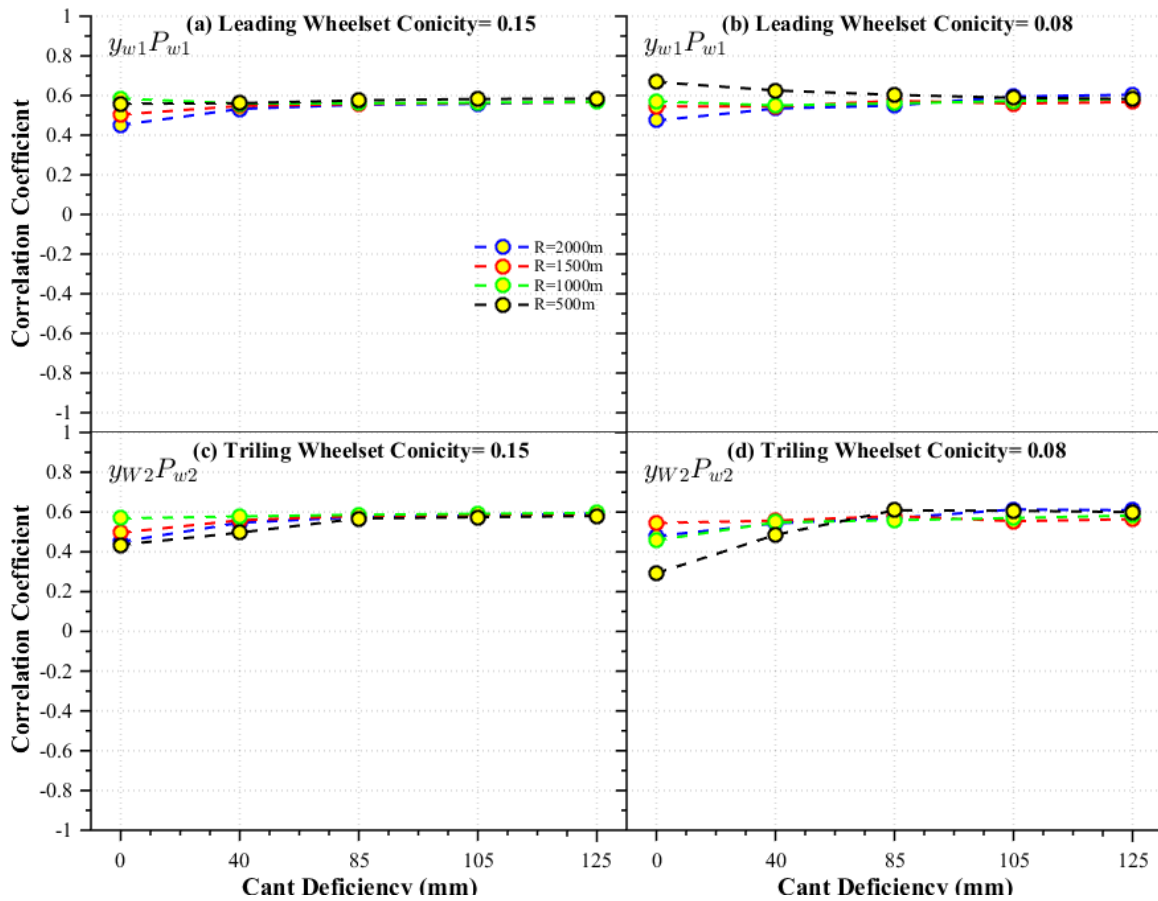 (a) Leading Wheelset Conicity= 0.15
y_{w1}P_{w1}
1
0.8
0.6
0.4
0.2
0
-0.2
-0.4
-0.6
-0.8
-1
Correlation Coefficient
R=2000m
R=1500m
R=1000m
R=500m
(b) Leading Wheelset Conicity= 0.08
y_{w1}P_{w1}
(c) Triling Wheelset Conicity= 0.15
y_{W2}P_{w2}
1
0.8
0.6
0.4
0.2
0
-0.2
-0.4
-0.6
-0.8
-1
Correlation Coefficient
0 40 85 105 125
Cant Deficiency (mm)
(d) Triling Wheelset Conicity= 0.08
y_{W2}P_{w2}
0 40 85 105 125
Cant Deficiency (mm)